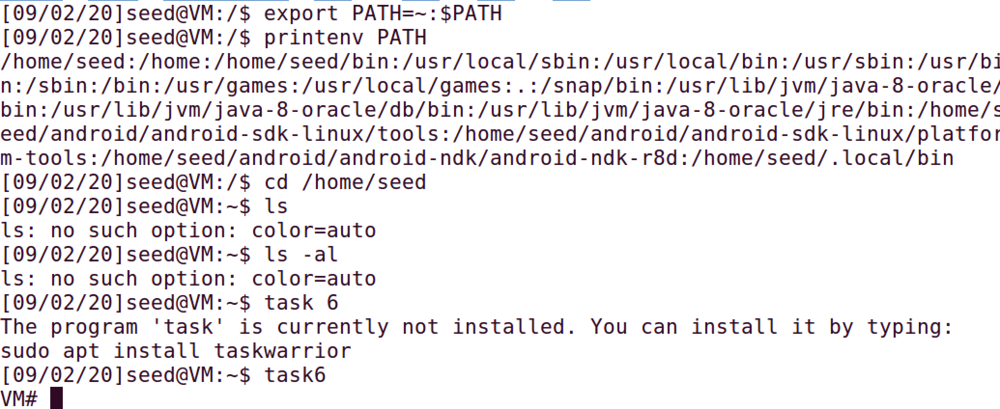 [09/02/20]seed@VM:/$ export PATH=~:$PATH
[09/02/20]seed@VM:/$ printenv PATH
/home/seed:/home:/home/seed/bin:/usr/local/sbin:/usr/local/bin:/usr/sbin:/usr/bi
n:/sbin:/bin:/usr/games:/usr/local/games:.:/snap/bin:/usr/lib/jvm/java-8-oracle/
bin:/usr/lib/jvm/java-8-oracle/db/bin:/usr/lib/jvm/java-8-oracle/jre/bin:/home/s
eed/android/android-sdk-linux/tools:/home/seed/android/android-sdk-linux/platfor
m-tools:/home/seed/android/android-ndk/android-ndk-r8d:/home/seed/.local/bin
[09/02/20]seed@VM:/$ cd /home/seed
[09/02/20]seed@VM:~$ ls
ls: no such option: color=auto
[09/02/20]seed@VM:~$ ls -al
ls: no such option: color=auto
[09/02/20]seed@VM:~$ task 6
The program 'task' is currently not installed. You can install it by typing:
sudo apt install taskwarrior
[09/02/20]seed@VM:~$ task6
VM#